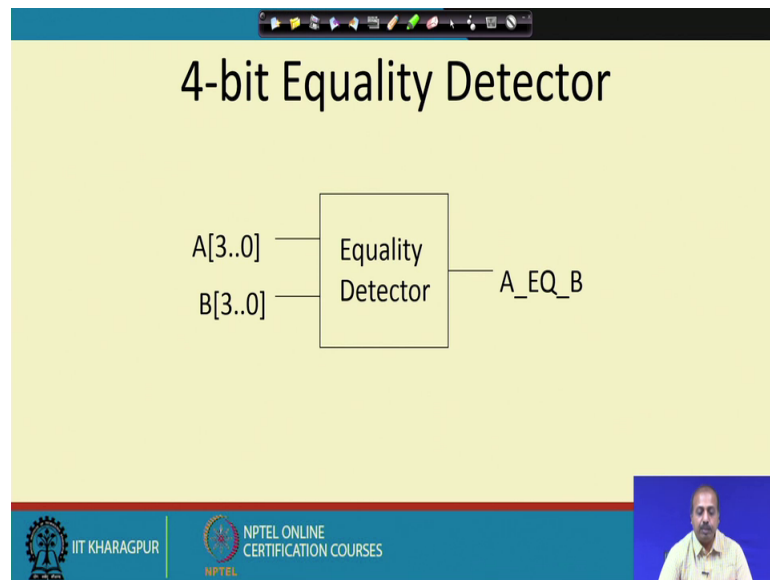 4-bit Equality Detector
A[3..0]
B[3..0]
Equality
Detector
A_EQ_B
IIT KHARAGPUR
NPTEL
NPTEL ONLINE
CERTIFICATION COURSES